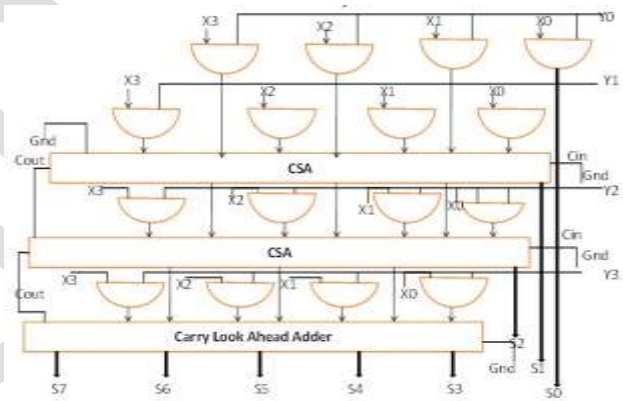 X3 X2 X1 X0 Y0
X3 X2 X1 X0 Y1
Gnd
Cout CSA Cin
Gnd
X3 X2 X1 X0 Y2
Cin
CSA Gnd
X3 X2 X1 X0 Y3
Cout
Carry Look Ahead Adder S2
Gnd S1
S7 S6 S5 S4 S3 S0